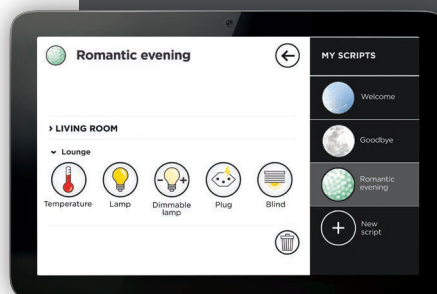 Romantic evening
> LIVING ROOM
Lounge
Temperature
Lamp
Dimmable
lamp
Plug
Blind
MY SCRIPTS
Welcome
Goodbye
Romantic
evening
New
script